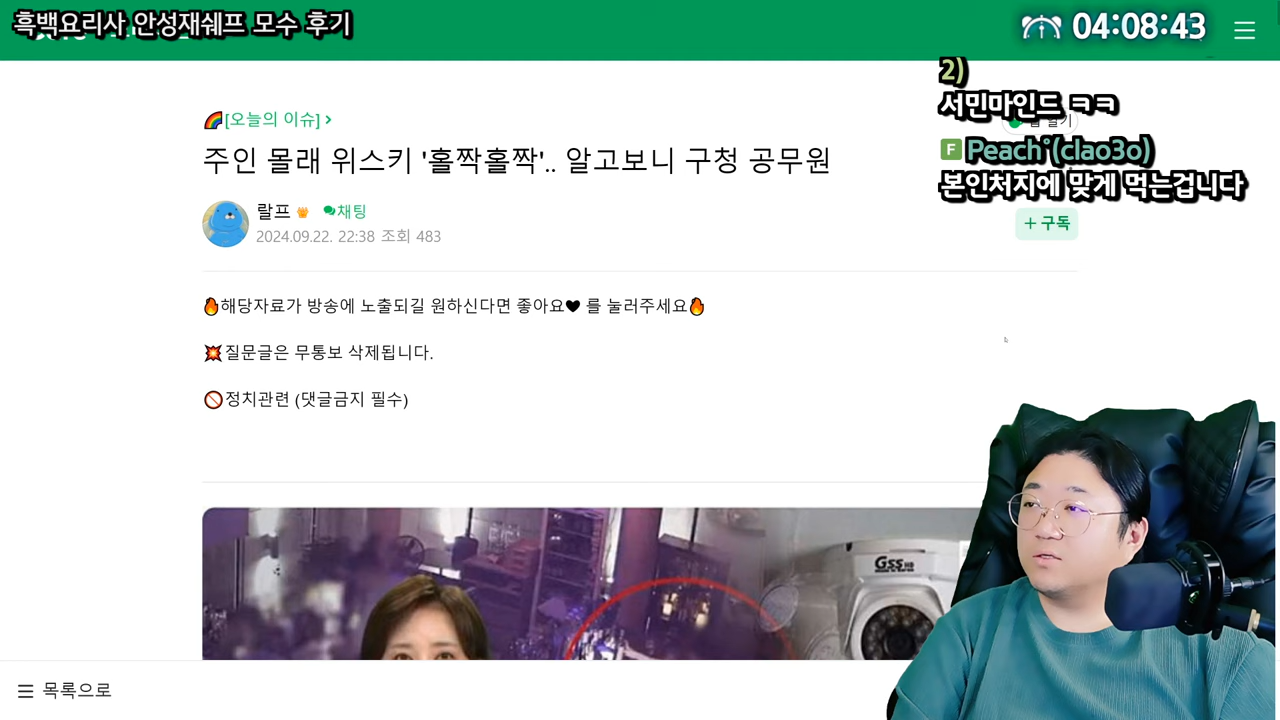 흑백요리사 안성재쉐프 모수 후기
04:08:43
2)
서민마인드 ㅋㅋ
F Peach°(clao3o)
본인처지에 맞게 먹는겁니다
[오늘의 이슈] >
열기
주인 몰래 위스키 '홀짝홀짝'.. 알고보니 구청 공무원
랄프 채팅
2024.09.22. 22:38 조회 483
+ 구독
해당자료가 방송에 노출되길 원하신다면 좋아요♥ 를 눌러주세요
질문글은 무통보 삭제됩니다.
정치관련 (댓글금지 필수)
GSS HD
목록으로